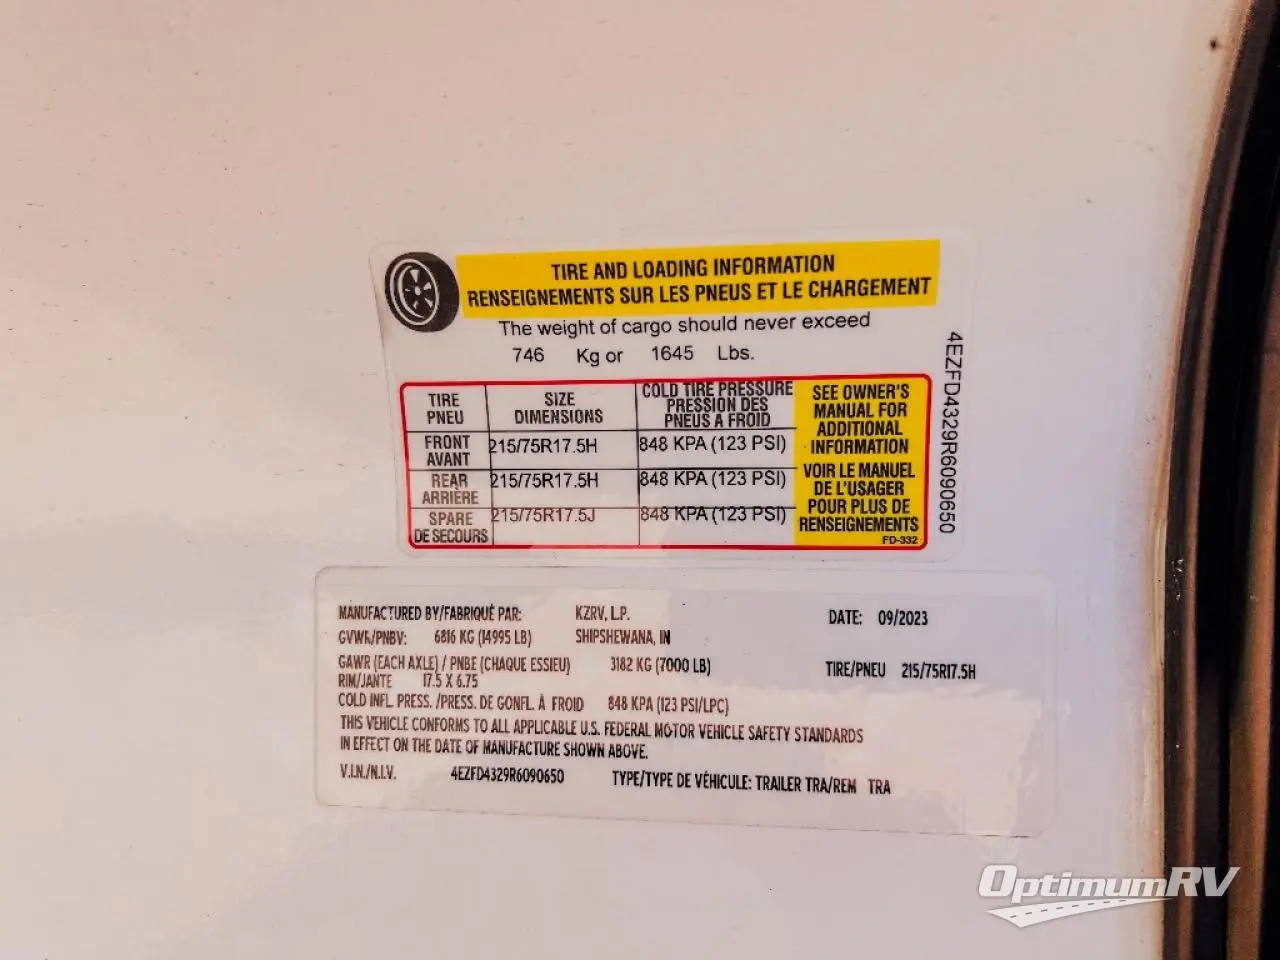 TIRE AND LOADING INFORMATION
RENSEIGNEMENTS SUR LES PNEUS ET LE CHARGEMENT
The weight of cargo should never exceed
746 Kg or 1645 Lbs.
TIRE PNEU
SIZE DIMENSIONS
COLD TIRE PRESSURE PRESSION DES PNEUS A FROID
FRONT AVANT 215/75R17.5H 848 KPA (123 PSI)
REAR ARRIÈRE 215/75R17.5H 848 KPA (123 PSI)
SPARE DE SECOURS 215/75R17.5J 848 KPA (123 PSI)
SEE OWNER'S
MANUAL FOR
ADDITIONAL
INFORMATION
VOIR LE MANUEL
DE L'USAGER
POUR PLUS DE
RENSEIGNEMENTS
FD-332
4EZFD4329R6090650
MANUFACTURED BY/FABRIQUÉ PAR: KZRV, L.P. DATE: 09/2023
GVWR/PNBV: 6816 KG (14995 LB) SHIPSHEWANA, IN
GAWR (EACH AXLE) / PNBE (CHAQUE ESSIEU) 3182 KG (7000 LB) TIRE/PNEU 215/75R17.5H
RIM/JANTE 17.5 X 6.75
COLD INFL. PRESS. /PRESS. DE GONFL. À FROID 848 KPA (123 PSI/LPC)
THIS VEHICLE CONFORMS TO ALL APPLICABLE U.S. FEDERAL MOTOR VEHICLE SAFETY STANDARDS
IN EFFECT ON THE DATE OF MANUFACTURE SHOWN ABOVE.
V.I.N./N.I.V. 4EZFD4329R6090650 TYPE/TYPE DE VÉHICULE: TRAILER TRA/REM TRA
OptimumRV